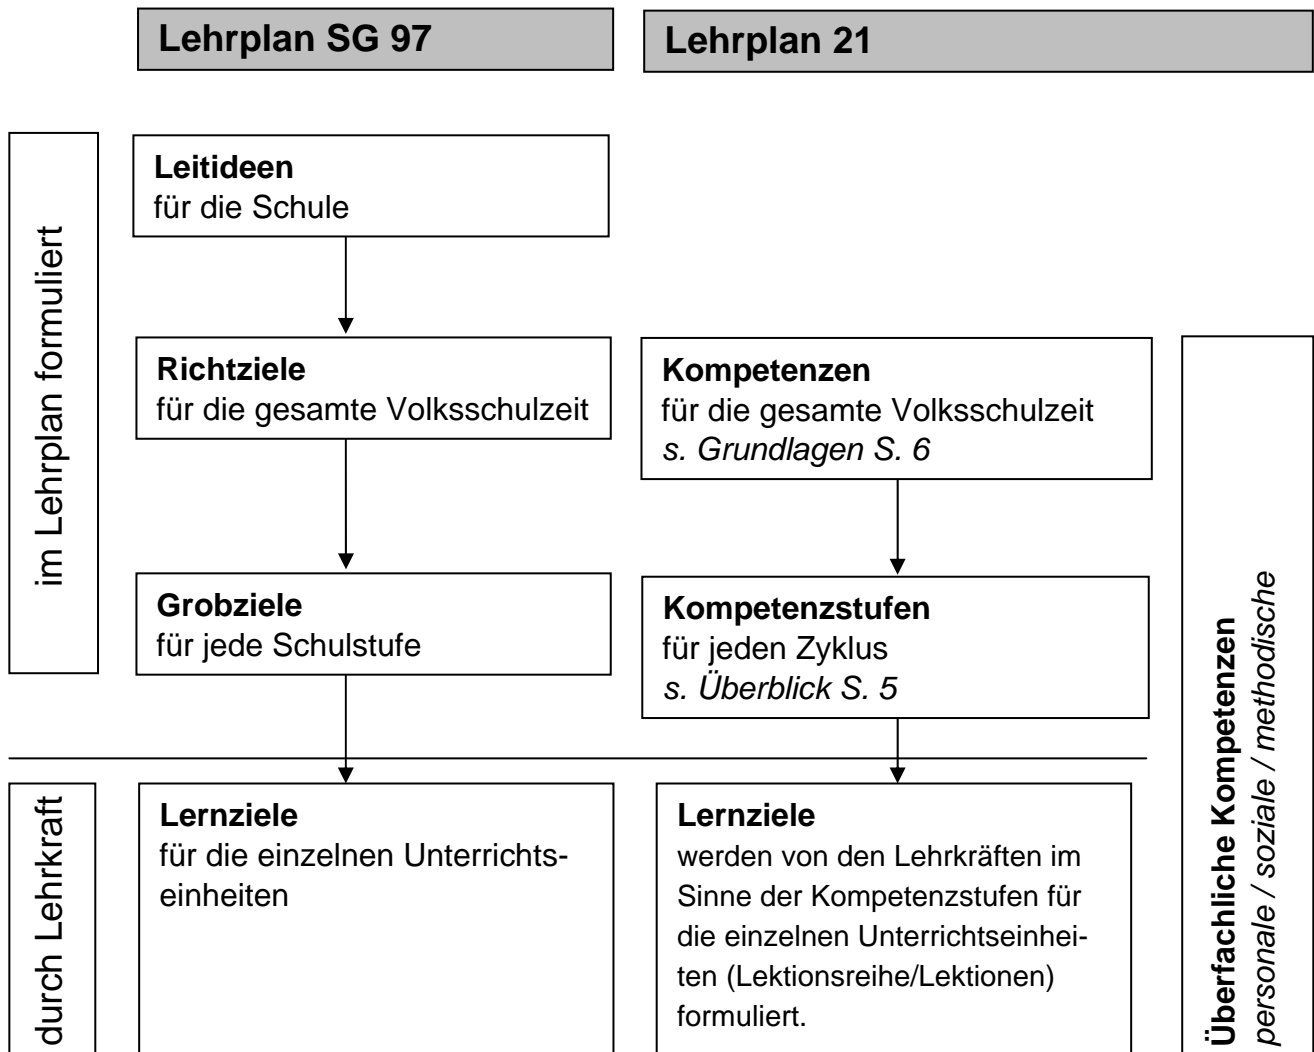 Lehrplan SG 97
Lehrplan 21
im Lehrplan formuliert
Leitideen
für die Schule
Richtziele
für die gesamte Volksschulzeit
Kompetenzen
für die gesamte Volksschulzeit
s. Grundlagen S. 6
Grobziele
für jede Schulstufe
Kompetenzstufen
für jeden Zyklus
s. Überblick S. 5
durch Lehrkraft
Lernziele
für die einzelnen Unterrichts-
einheiten
Lernziele
werden von den Lehrkräften im
Sinne der Kompetenzstufen für
die einzelnen Unterrichtseinhei-
ten (Lektionsreihe/Lektionen)
formuliert.
Überfachliche Kompetenzen
personale / soziale / methodische